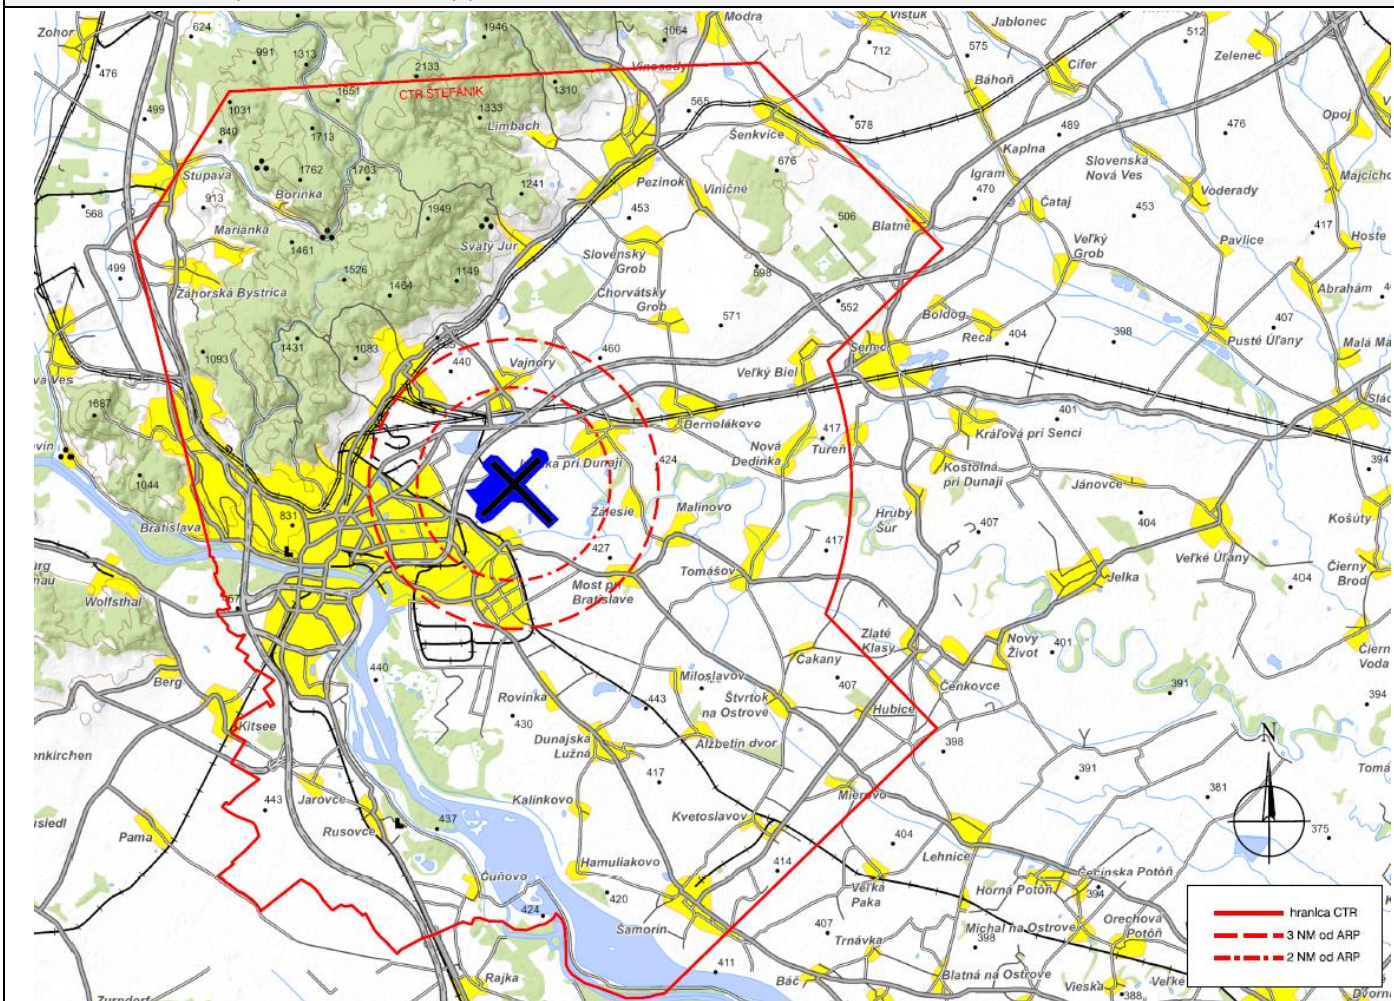 Zohor
624
1946
Modra
1064
Vištuk
712
Jablonec
575
512
Zeleneč
991
1313
2133
Vinosady
Cífer
476
CTR ŠTEFÁNIK
1651
1310
Báhoň
499
1031
1333
565
578
Opoj
840
1713
Limbach
Šenkvice
489
476
Kaplna
Stupava
1762
1703
676
Slovenská
Nová Ves
Borinka
1241
Pezinok
Viničné
Igram
470
Voderady
568
913
1949
453
506
Čataj
453
417
Marianka
1461
Svätý Jur
Blatné
Veľký
Grob
Pavlice
Hoste
499
1526
1149
Slovenský
Grob
598
Záhorská Bystrica
1464
Chorvátsky
Grob
552
Abrahám
Boldog
571
Reca
404
398
407
1093
1431
1083
440
Vajnory
460
Senec
Pusté Úľany
Veľký Biel
1687
401
Bernolákovo
Nová
Dedinka
417
Tureň
Kráľová pri Senci
1044
424
Kostolná
pri Dunaji
Jánovce
394
Bratislava
831
Zálesie
Malinovo
Hrubý
Šúr
407
404
Košúty
427
417
Veľké Úľany
Čierny
Brod
Wolfsthal
Most pri
Bratislave
Tomášov
Jelka
404
Zlaté
Klasy
Nový
Život
401
440
Čakany
Berg
Miloslavov
407
Čenkovce
391
394
Rovinka
430
443
Štvrtok
na Ostrove
Hubice
Kitsee
Dunajská
Lužná
Alžbetin dvor
398
N
417
391
381
443
Jarovce
Kalinkovo
Mierovo
Pama
Rusovce
437
Kvetoslavov
404
375
Hamuliakovo
414
Lehnice
Čuňovo
420
Veľká
Paka
Horná Potôň
394
424
Šamorín
407
Michal na Ostrove
Orechová
Potôň
Trnávka
398
hranica CTR
3 NM od ARP
2 NM od ARP
Rajka
411
Báč
Blatná na Ostrove
Vieska
388
Zurndorf